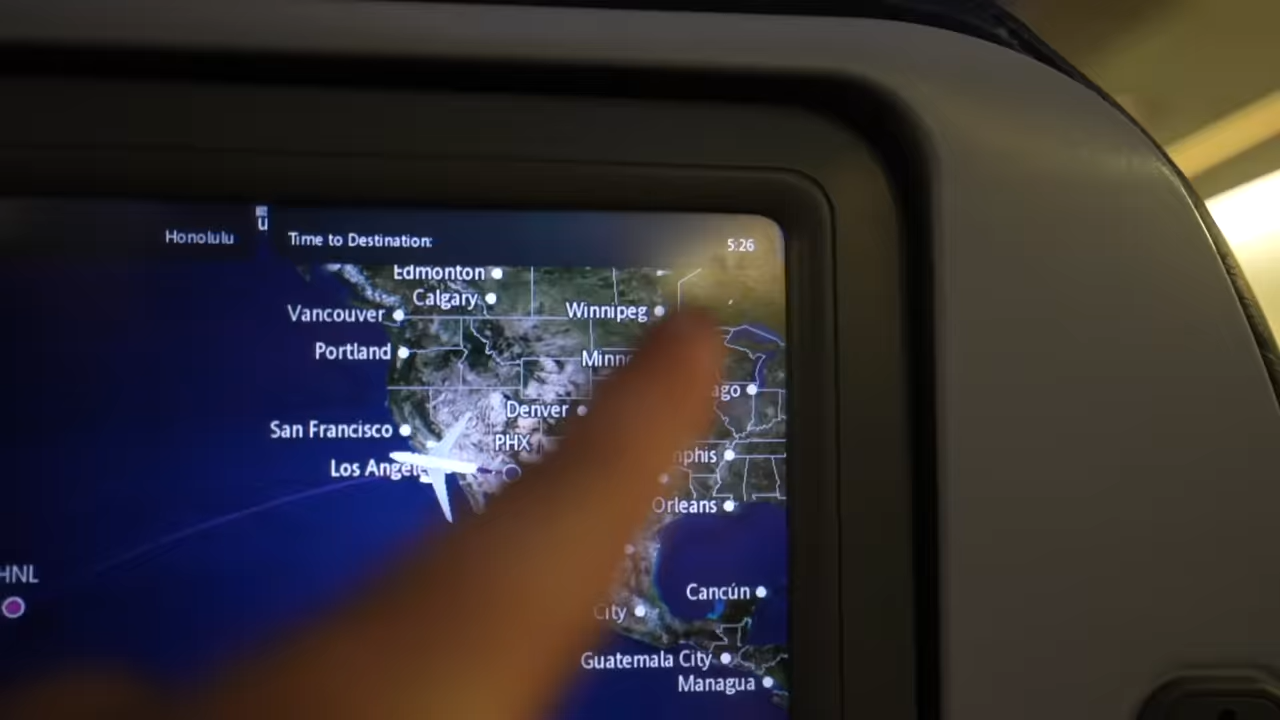 Honolulu
Time to Destination:
5:26
Edmonton
Calgary
Vancouver
Winnipeg
Portland
Minn
ago
Denver
San Francisco
PHX
Los Angel
phis
Orleans
HNL
Cancún
City
Guatemala City
Managua